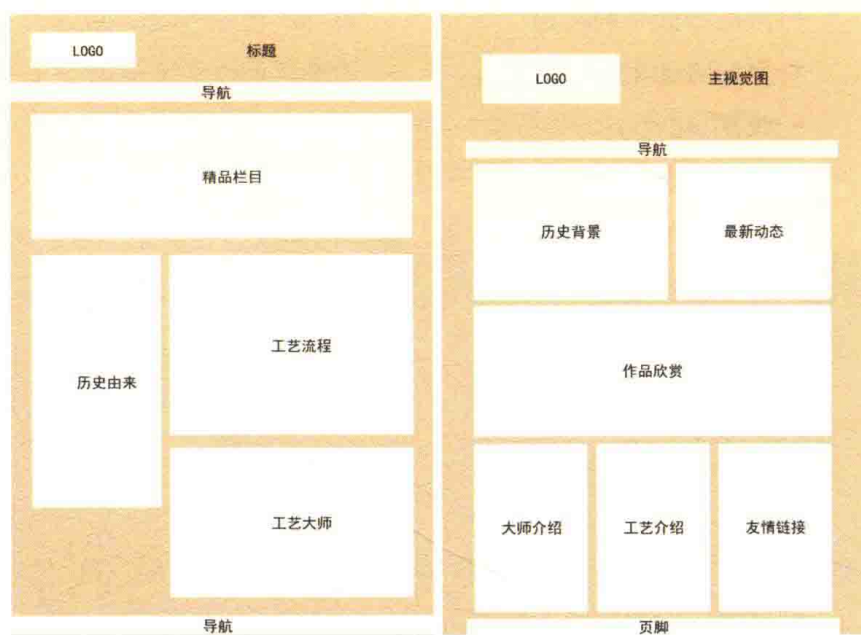 LOGO
标题
导航
精品栏目
历史由来
工艺流程
工艺大师
导航
LOGO
主视觉图
导航
历史背景
最新动态
作品欣赏
大师介绍
工艺介绍
友情链接
页脚